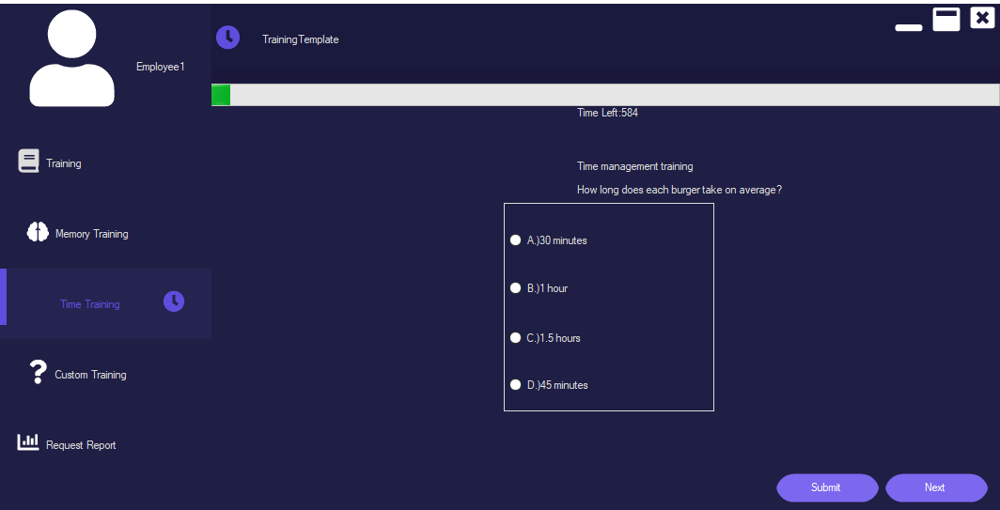 Employee1
TrainingTemplate
Time Left:584
Training
Memory Training
Time Training
Custom Training
Request Report
Time management training
How long does each burger take on average?
A.)30 minutes
B.)1 hour
C.)1.5 hours
D.)45 minutes
Submit
Next